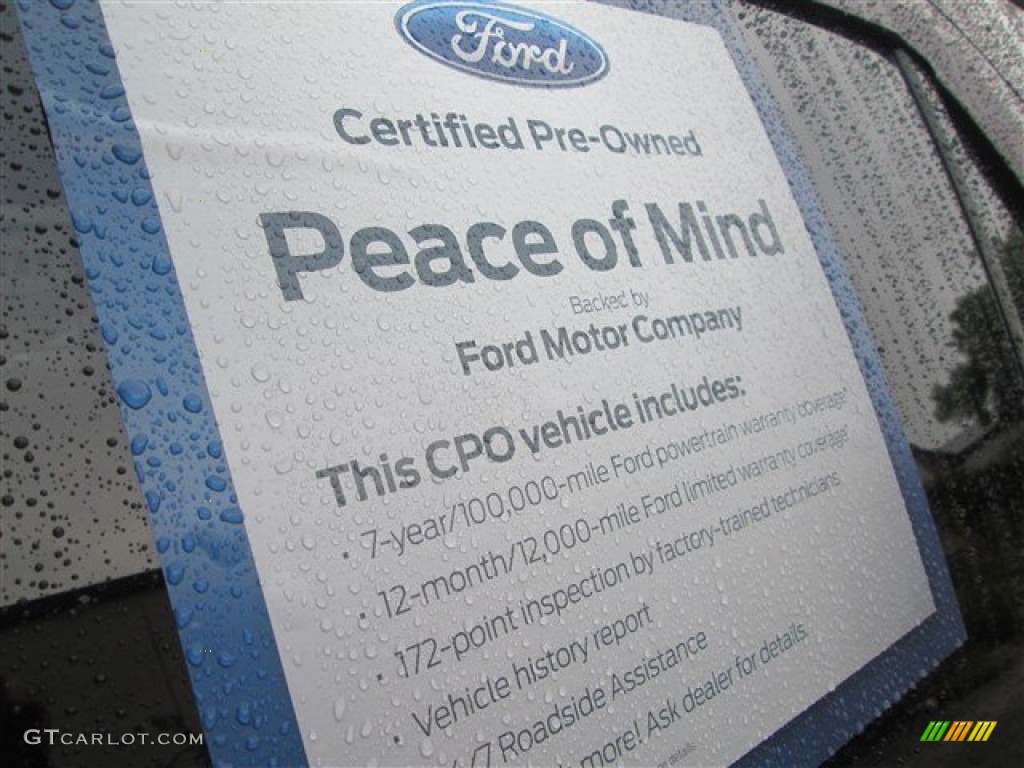 Ford
Certified Pre-Owned
Peace of Mind
Backed by
Ford Motor Company
This CPO vehicle includes:
• 7-year/100,000-mile Ford powertrain warranty coverage*
• 12-month/12,000-mile Ford limited warranty coverage*
• 172-point inspection by factory-trained technicians
• Vehicle history report
/7 Roadside Assistance
more! Ask dealer for details.
details.
GTCARLOT.COM